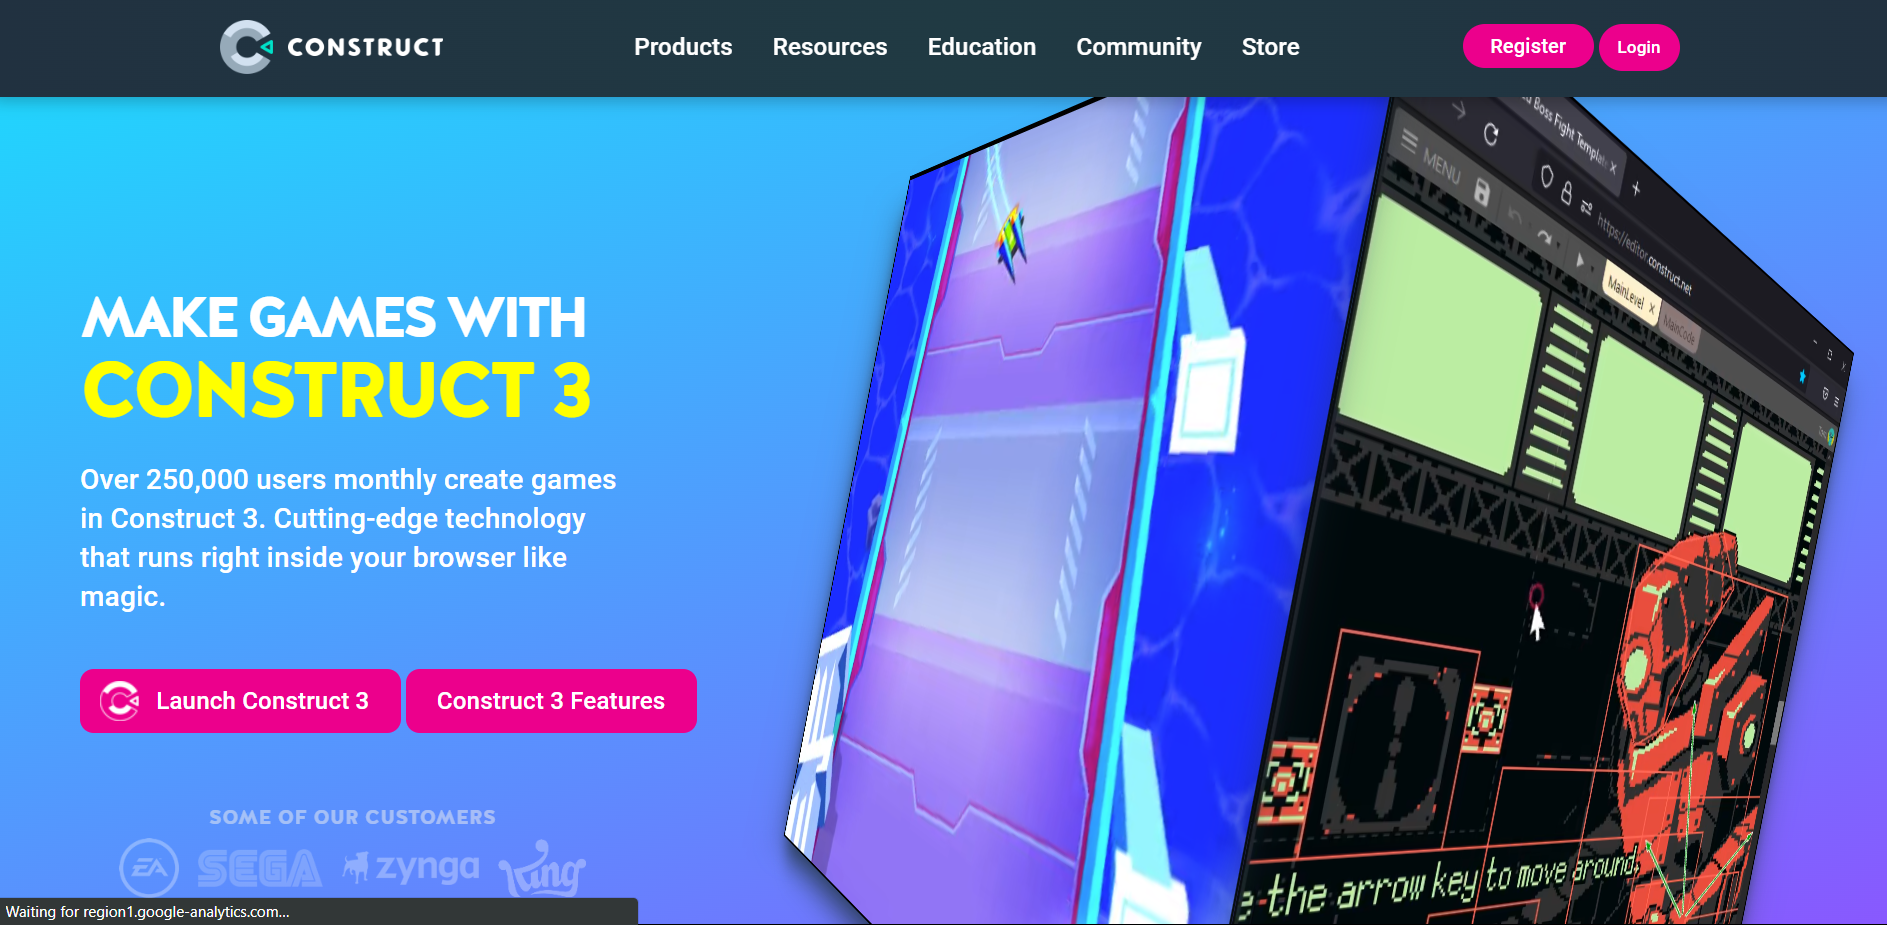 CONSTRUCT
Products Resources Education Community Store
Register Login
MAKE GAMES WITH
CONSTRUCT 3
Over 250,000 users monthly create games
in Construct 3. Cutting-edge technology
that runs right inside your browser like
magic.
Launch Construct 3
Construct 3 Features
SOME OF OUR CUSTOMERS
EA SEGA zynga King
Waiting for region1.google-analytics.com...
Boss Fight Template
https://editor.construct.net
MENU
MainLevel
MainCode
the arrow key to move around.